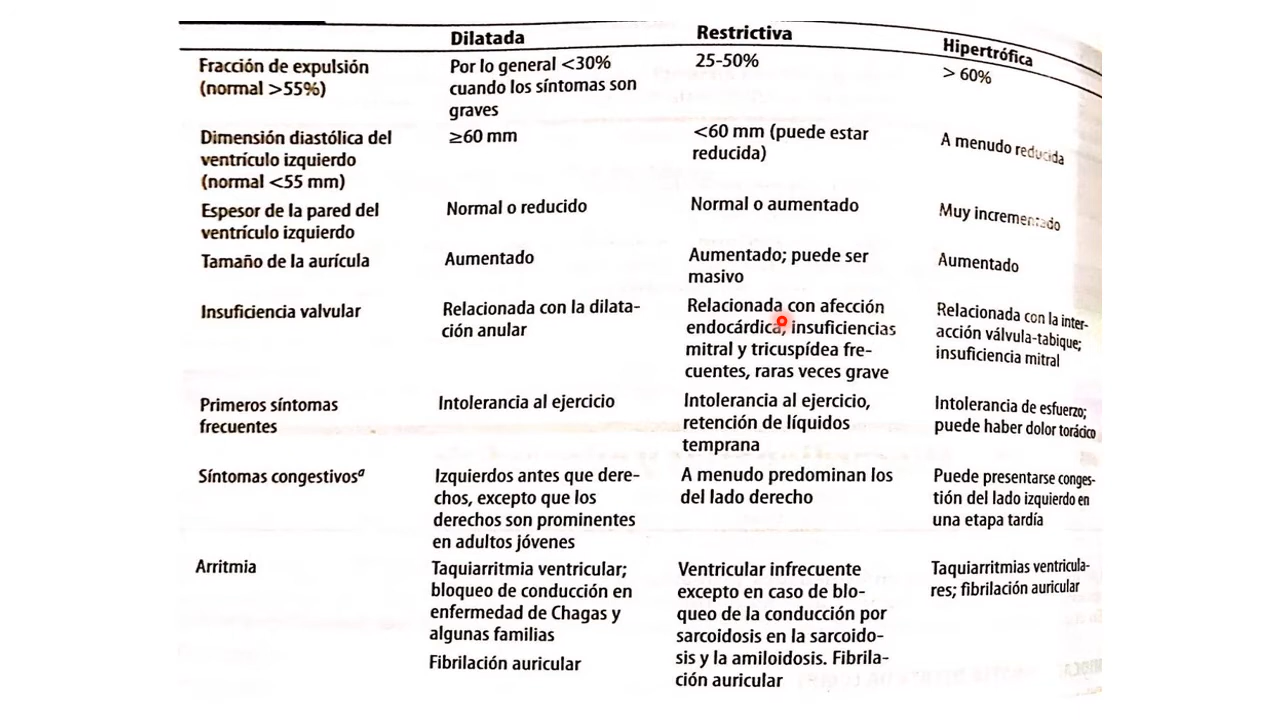 Dilatada
Restrictiva
Hipertrófica
Fracción de expulsión
(normal >55%)
Por lo general <30%
cuando los síntomas son
graves
25-50%
> 60%
Dimensión diastólica del
ventrículo izquierdo
(normal <55 mm)
≥60 mm
<60 mm (puede estar
reducida)
A menudo reducida
Espesor de la pared del
ventrículo izquierdo
Normal o reducido
Normal o aumentado
Muy incrementado
Tamaño de la aurícula
Aumentado
Aumentado; puede ser
masivo
Aumentado
Insuficiencia valvular
Relacionada con la dilata-
ción anular
Relacionada con afección
endocárdica; insuficiencias
mitral y tricuspídea fre-
cuentes, raras veces grave
Relacionada con la inter-
acción válvula-tabique;
insuficiencia mitral
Primeros síntomas
frecuentes
Intolerancia al ejercicio
Intolerancia al ejercicio,
retención de líquidos
temprana
Intolerancia de esfuerzo;
puede haber dolor torácico
Síntomas congestivosᵃ
Izquierdos antes que dere-
chos, excepto que los
derechos son prominentes
en adultos jóvenes
A menudo predominan los
del lado derecho
Puede presentarse conges-
tión del lado izquierdo en
una etapa tardía
Arritmia
Taquiarritmia ventricular;
bloqueo de conducción en
enfermedad de Chagas y
algunas familias
Fibrilación auricular
Ventricular infrecuente
excepto en caso de blo-
queo de la conducción por
sarcoidosis en la sarcoido-
sis y la amiloidosis. Fibrila-
ción auricular
Taquiarritmias ventricula-
res; fibrilación auricular